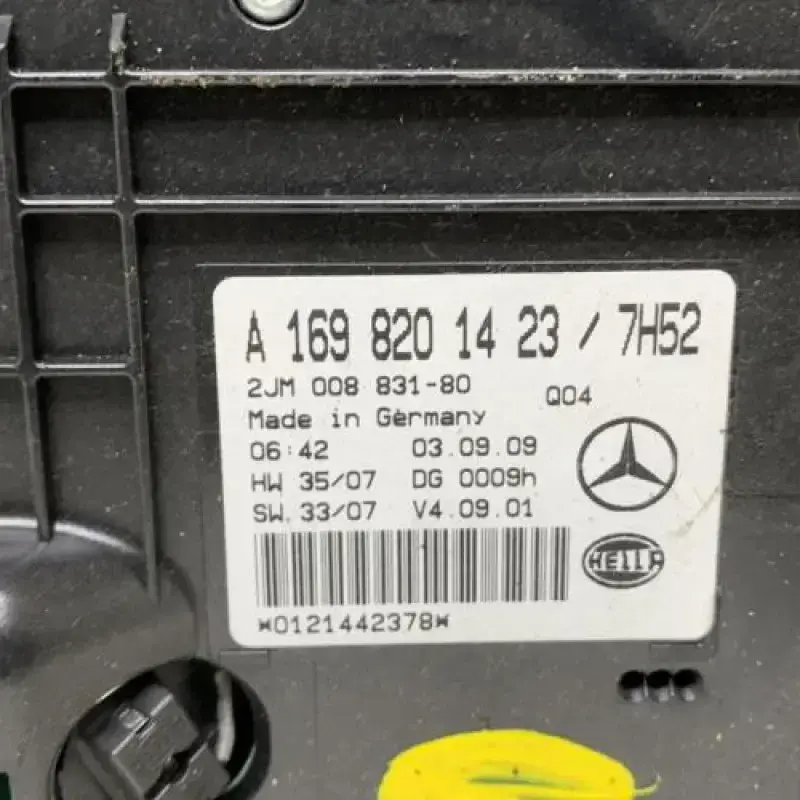 A 169 820 14 23 / 7H52
2JM 008 831-80 Q04
Made in Germany
06:42 03.09.09
HW 35/07 DG 0009h
SW. 33/07 V4.09.01
HELLA
*0121442378*